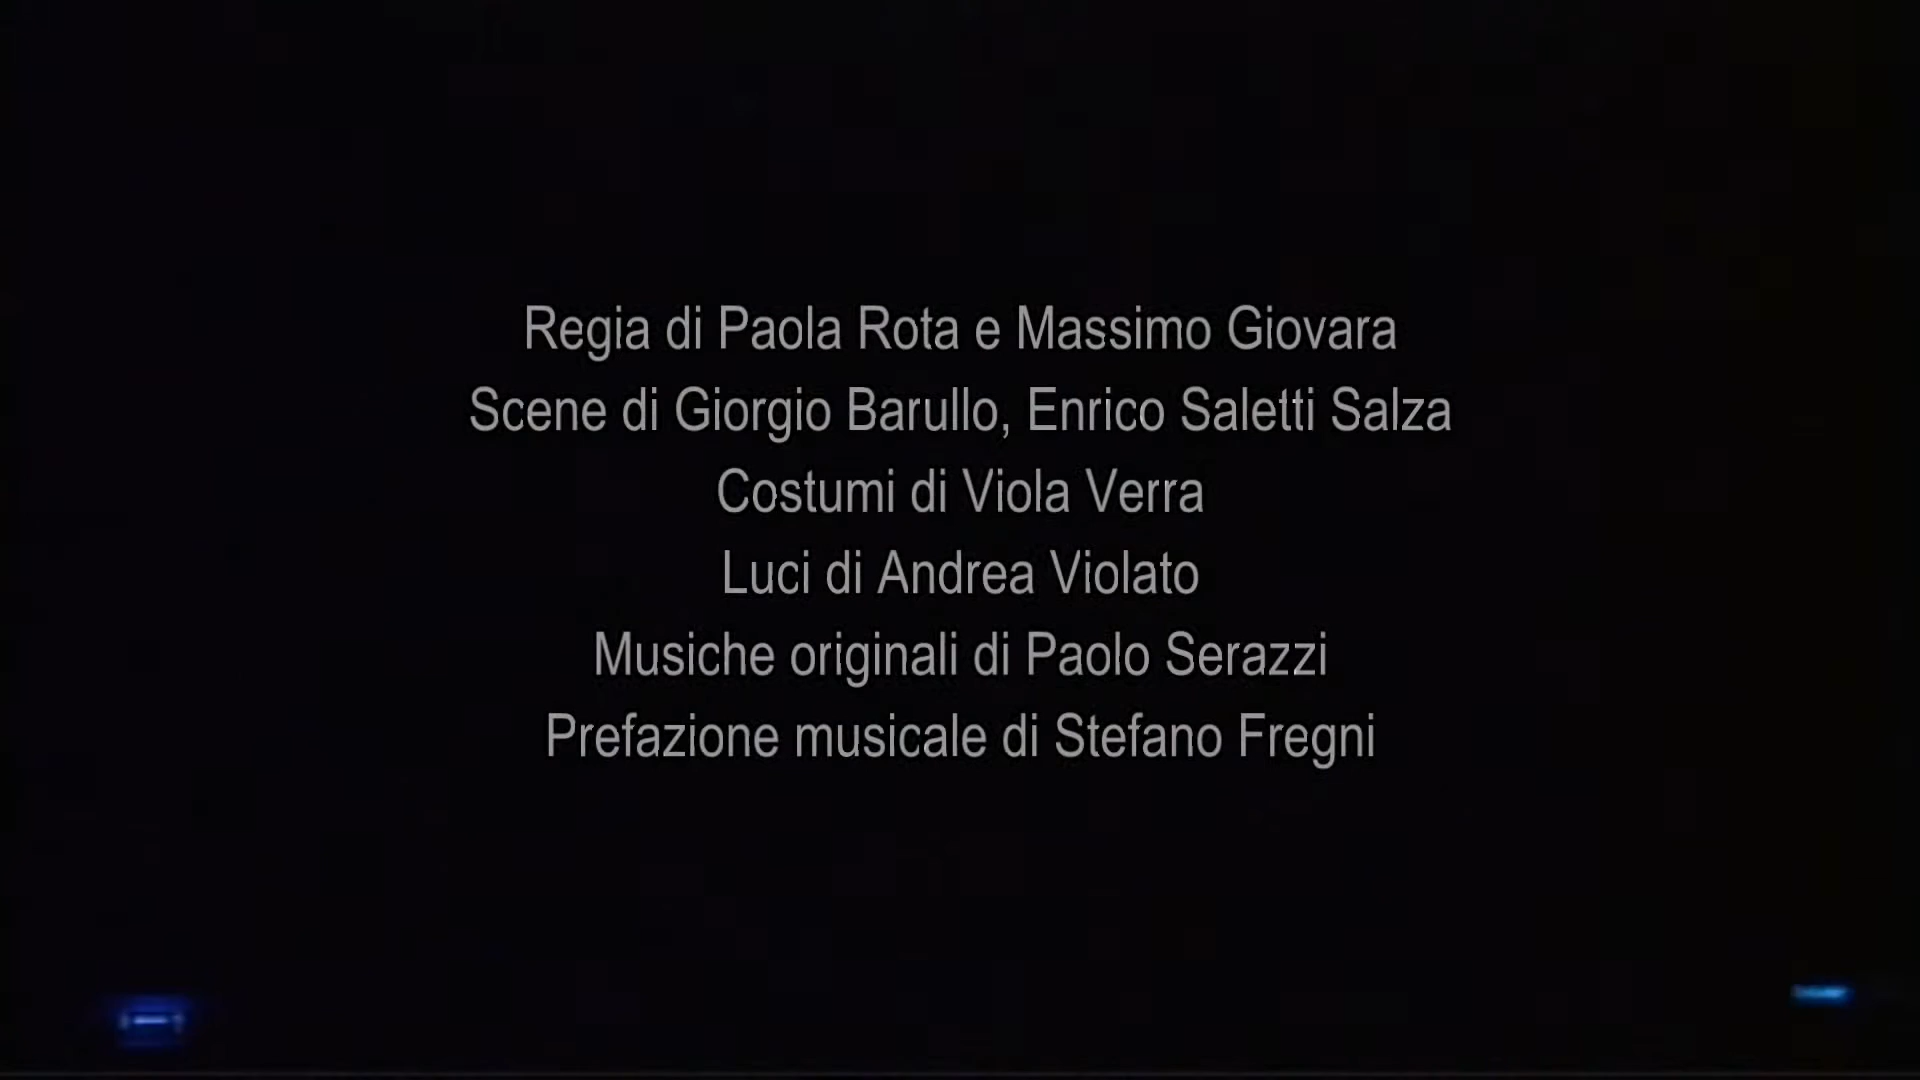 Regia di Paola Rota e Massimo Giovara
Scene di Giorgio Barullo, Enrico Saletti Salza
Costumi di Viola Verra
Luci di Andrea Violato
Musiche originali di Paolo Serazzi
Prefazione musicale di Stefano Fregni